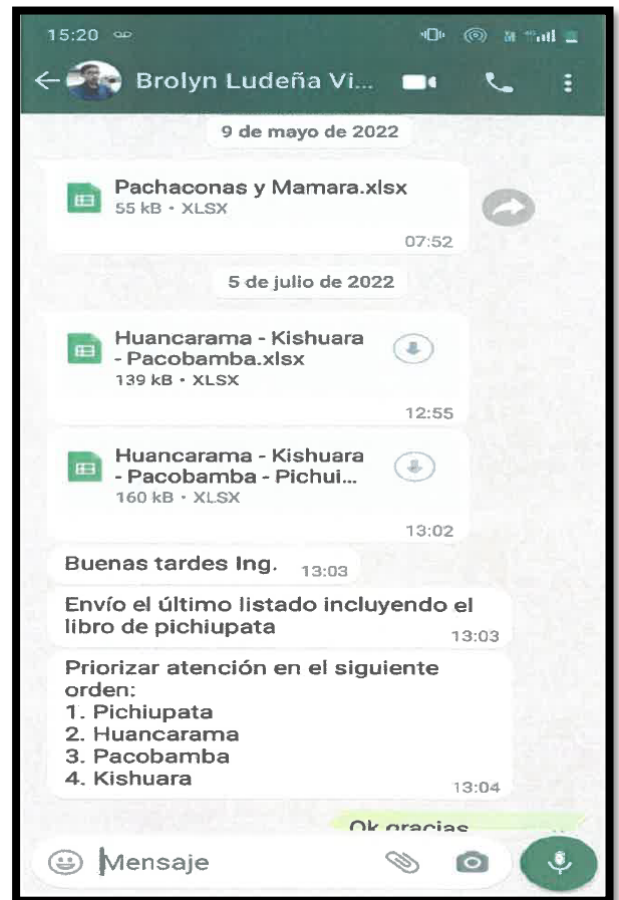 15:20
Brolyn Ludeña Vi...
9 de mayo de 2022
Pachaconas y Mamara.xlsx
55 kB • XLSX
07:52
5 de julio de 2022
Huancarama - Kishuara
- Pacobamba.xlsx
139 kB • XLSX
12:55
Huancarama - Kishuara
- Pacobamba - Pichui...
160 kB • XLSX
13:02
Buenas tardes Ing. 13:03
Envío el último listado incluyendo el
libro de pichiupata
13:03
Priorizar atención en el siguiente
orden:
1. Pichiupata
2. Huancarama
3. Pacobamba
4. Kishuara
13:04
Ok gracias
Mensaje